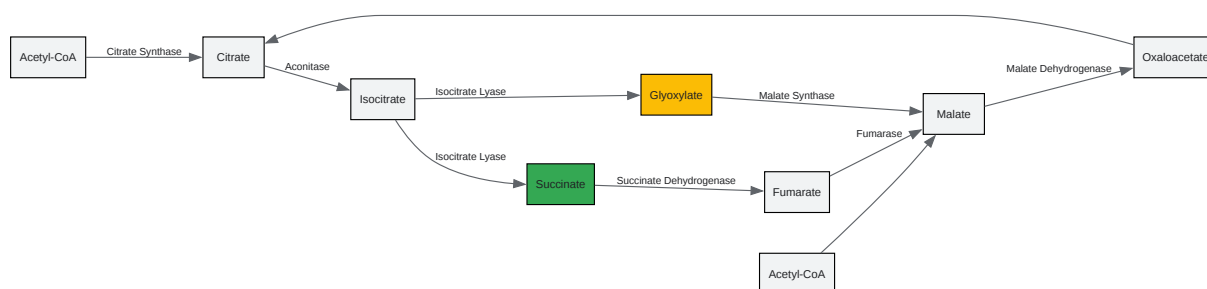 Acetyl-CoA
Citrate Synthase
Citrate
Aconitase
Isocitrate
Isocitrate Lyase
Glyoxylate
Malate Synthase
Malate
Malate Dehydrogenase
Oxaloacetate
Isocitrate Lyase
Succinate
Succinate Dehydrogenase
Fumarate
Fumarase
Acetyl-CoA